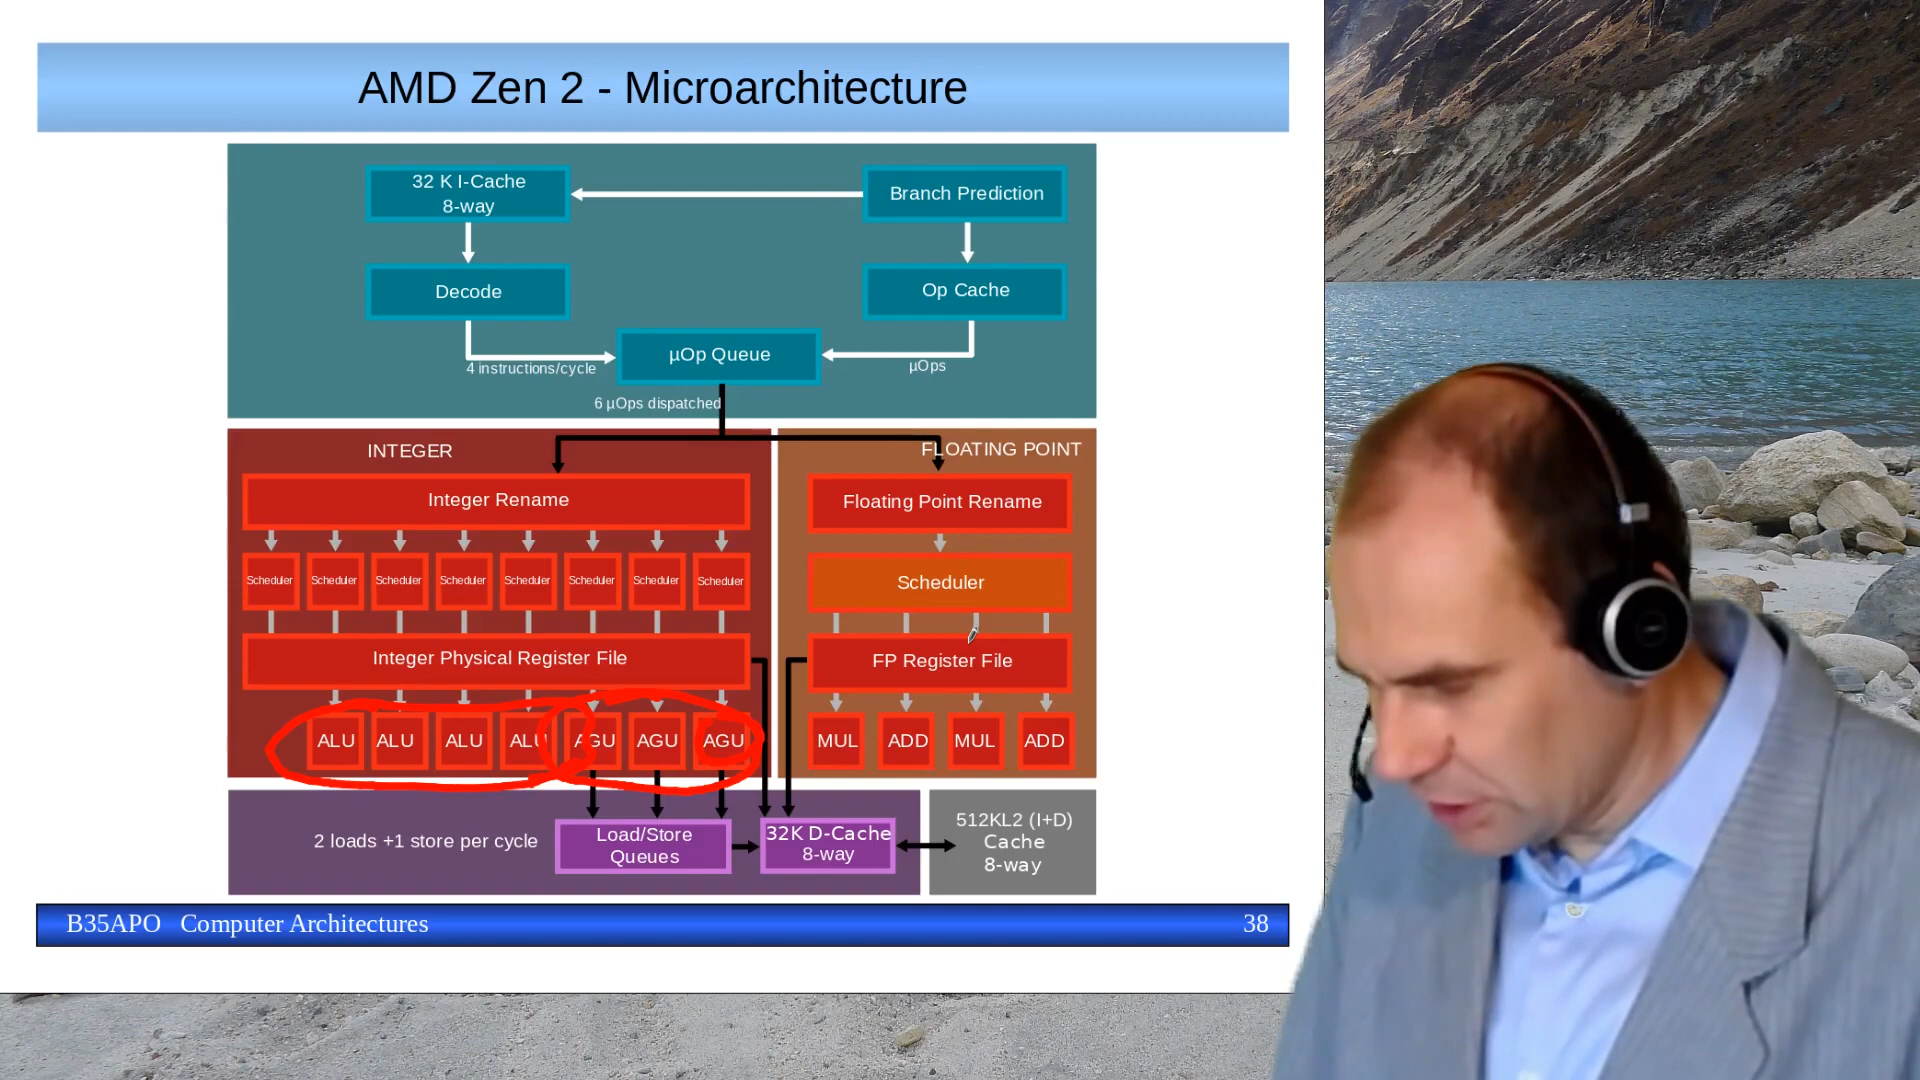 AMD Zen 2 - Microarchitecture
32 K I-Cache
8-way
Branch Prediction
Decode
Op Cache
µOp Queue
4 instructions/cycle
µOps
6 µOps dispatched
INTEGER
FLOATING POINT
Integer Rename
Floating Point Rename
Scheduler Scheduler Scheduler Scheduler Scheduler Scheduler Scheduler Scheduler
Scheduler
Integer Physical Register File
FP Register File
ALU ALU ALU ALU AGU AGU AGU
MUL ADD MUL ADD
2 loads +1 store per cycle
Load/Store
Queues
32K D-Cache
8-way
512KL2 (I+D)
Cache
8-way
B35APO Computer Architectures
38